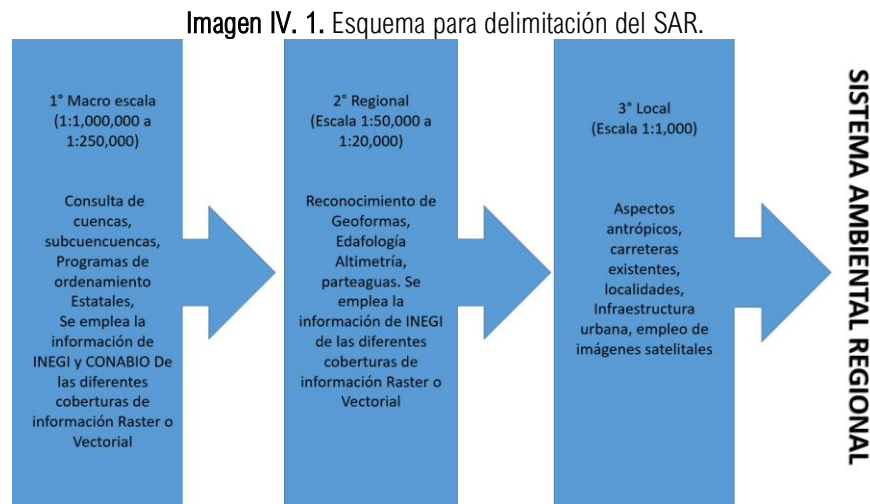 Imagen IV. 1. Esquema para delimitación del SAR.
1° Macro escala
(1:1,000,000 a
1:250,000)
Consulta de
cuencas,
subcuencuencas,
Programas de
ordenamiento
Estatales,
Se emplea la
información de
INEGI y CONABIO De
las diferentes
coberturas de
información Raster o
Vectorial
2° Regional
(Escala 1:50,000 a
1:20,000)
Reconocimiento de
Geoformas,
Edafología
Altimetría,
parteaguas. Se
emplea la
información de INEGI
de las diferentes
coberturas de
información Raster o
Vectorial
3° Local
(Escala 1:1,000)
Aspectos
antrópicos,
carreteras
existentes,
localidades,
Infraestructura
urbana, empleo de
imágenes satelitales
SISTEMA AMBIENTAL REGIONAL